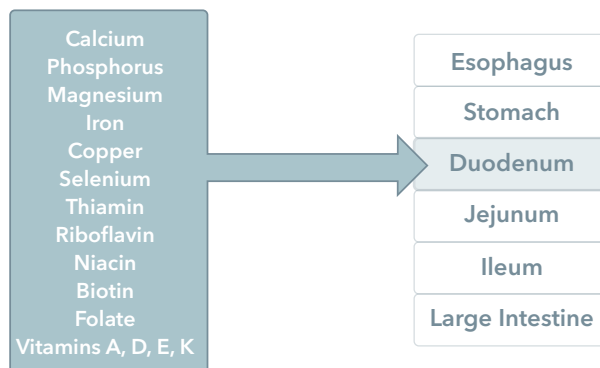 Calcium
Phosphorus
Magnesium
Iron
Copper
Selenium
Thiamin
Riboflavin
Niacin
Biotin
Folate
Vitamins A, D, E, K
Esophagus
Stomach
Duodenum
Jejunum
Ileum
Large Intestine